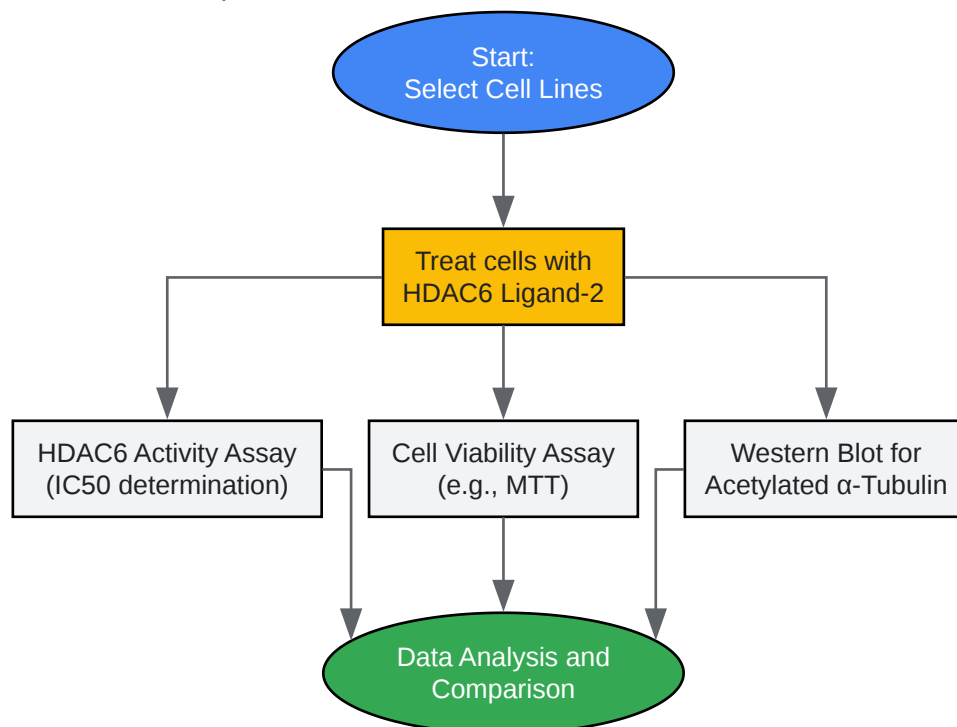 Start:
Select Cell Lines
Treat cells with
HDAC6 Ligand-2
HDAC6 Activity Assay
(IC50 determination)
Cell Viability Assay
(e.g., MTT)
Western Blot for
Acetylated α-Tubulin
Data Analysis and
Comparison